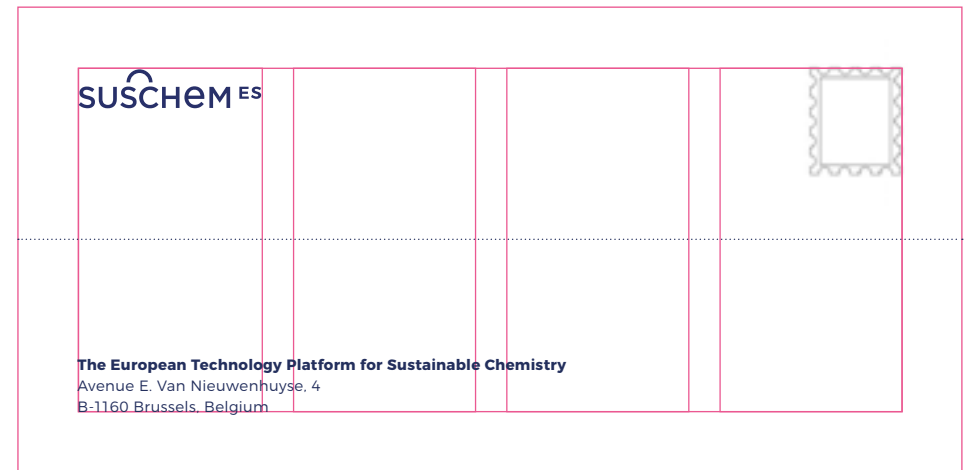 suscHem ES
The European Technology Platform for Sustainable Chemistry
Avenue E. Van Nieuwenhuyse, 4
B-1160 Brussels, Belgium